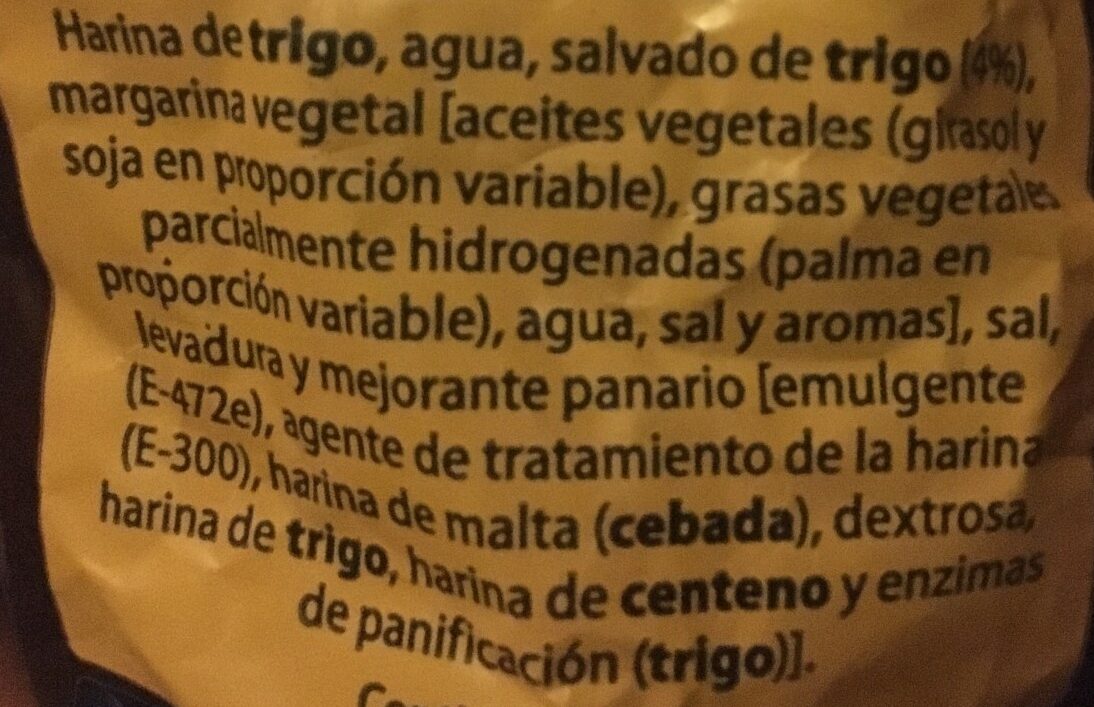 Harina de trigo, agua, salvado de trigo (4%),
margarina vegetal [aceites vegetales (girasol y
soja en proporción variable), grasas vegetales
parcialmente hidrogenadas (palma en
proporción variable), agua, sal y aromas], sal,
levadura y mejorante panario [emulgente
(E-472e), agente de tratamiento de la harina
(E-300), harina de malta (cebada), dextrosa,
harina de trigo, harina de centeno y enzimas
de panificación (trigo)].